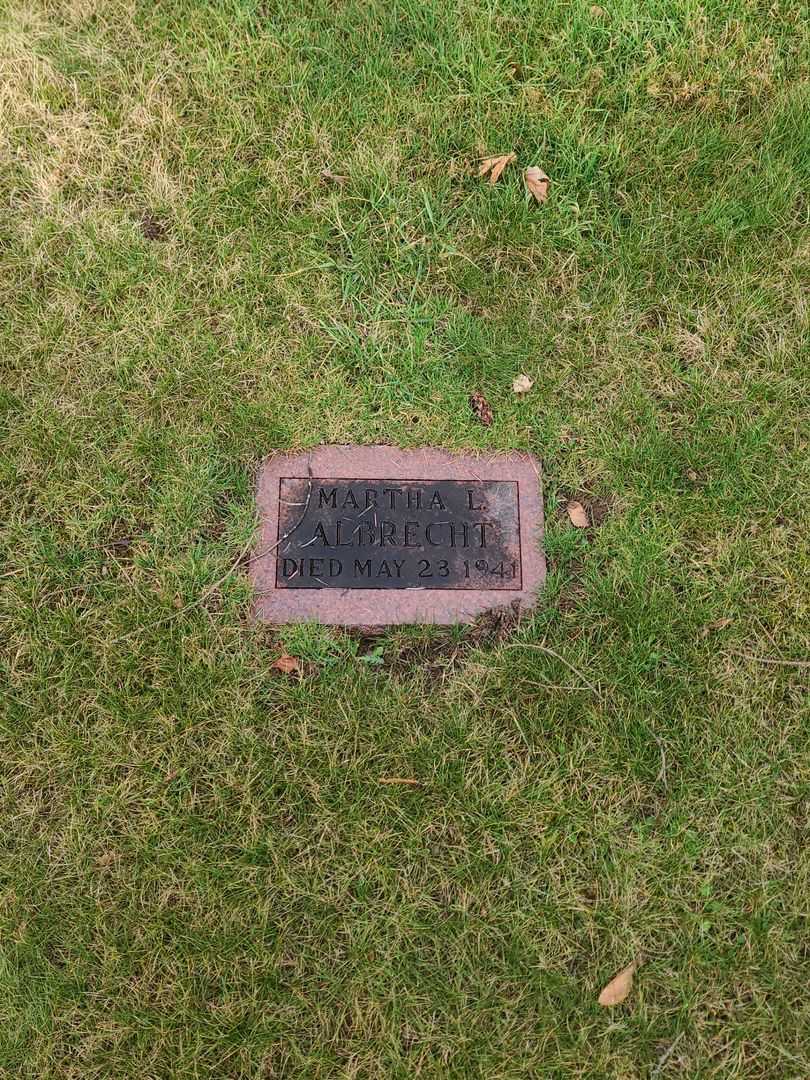 MARTHA L.
ALBRECHT
DIED MAY 23 1941